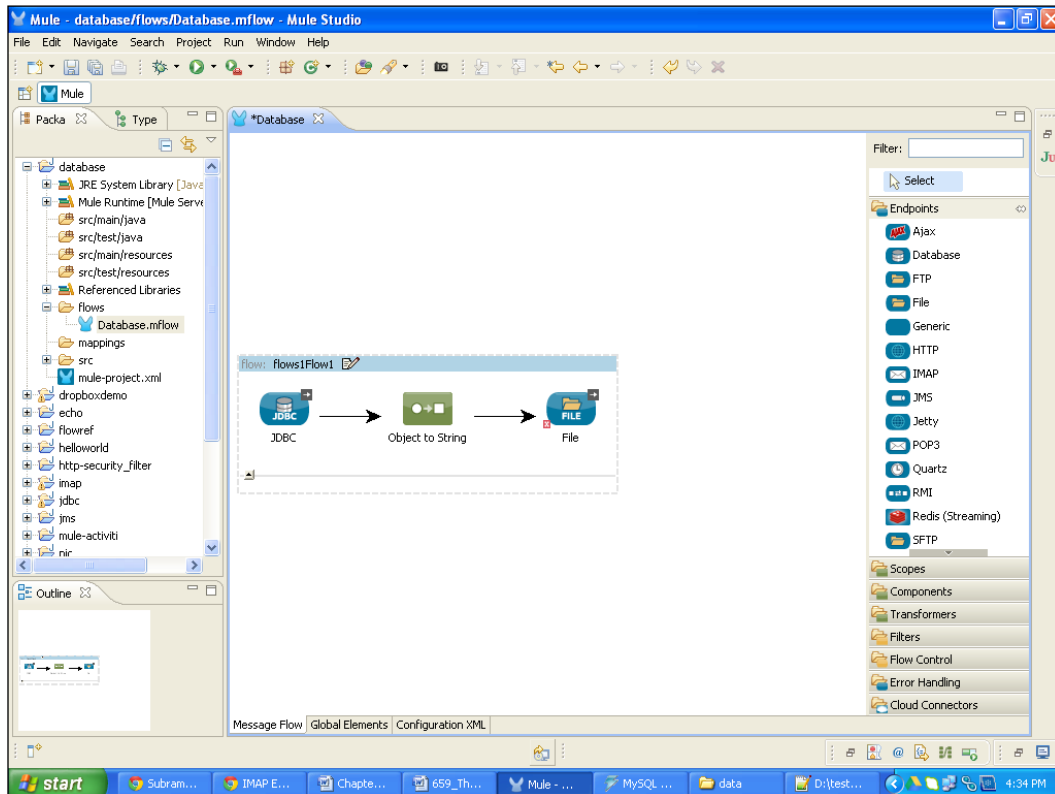 Mule - database/flows/Database.mflow - Mule Studio
File Edit Navigate Search Project Run Window Help
Mule
Packa
Type
database
JRE System Library [Java
Mule Runtime [Mule Serve
src/main/java
src/test/java
src/main/resources
src/test/resources
Referenced Libraries
flows
Database.mflow
mappings
src
mule-project.xml
dropboxdemo
echo
flowref
helloworld
http-security_filter
imap
jdbc
jms
mule-activiti
Outline
*Database
flow: flows1Flow1
JDBC
FILE
JDBC
Object to String
File
Message Flow
Global Elements
Configuration XML
Filter:
Select
Endpoints
AJAX
Ajax
Database
FTP
File
Generic
HTTP
IMAP
JMS
Jetty
POP3
Quartz
RMI
Redis (Streaming)
SFTP
Scopes
Components
Transformers
Filters
Flow Control
Error Handling
Cloud Connectors
Ju
start
Subram...
IMAP E...
Chapte...
659_Th...
Mule - ...
MySQL ...
data
D:\test...
4:34 PM